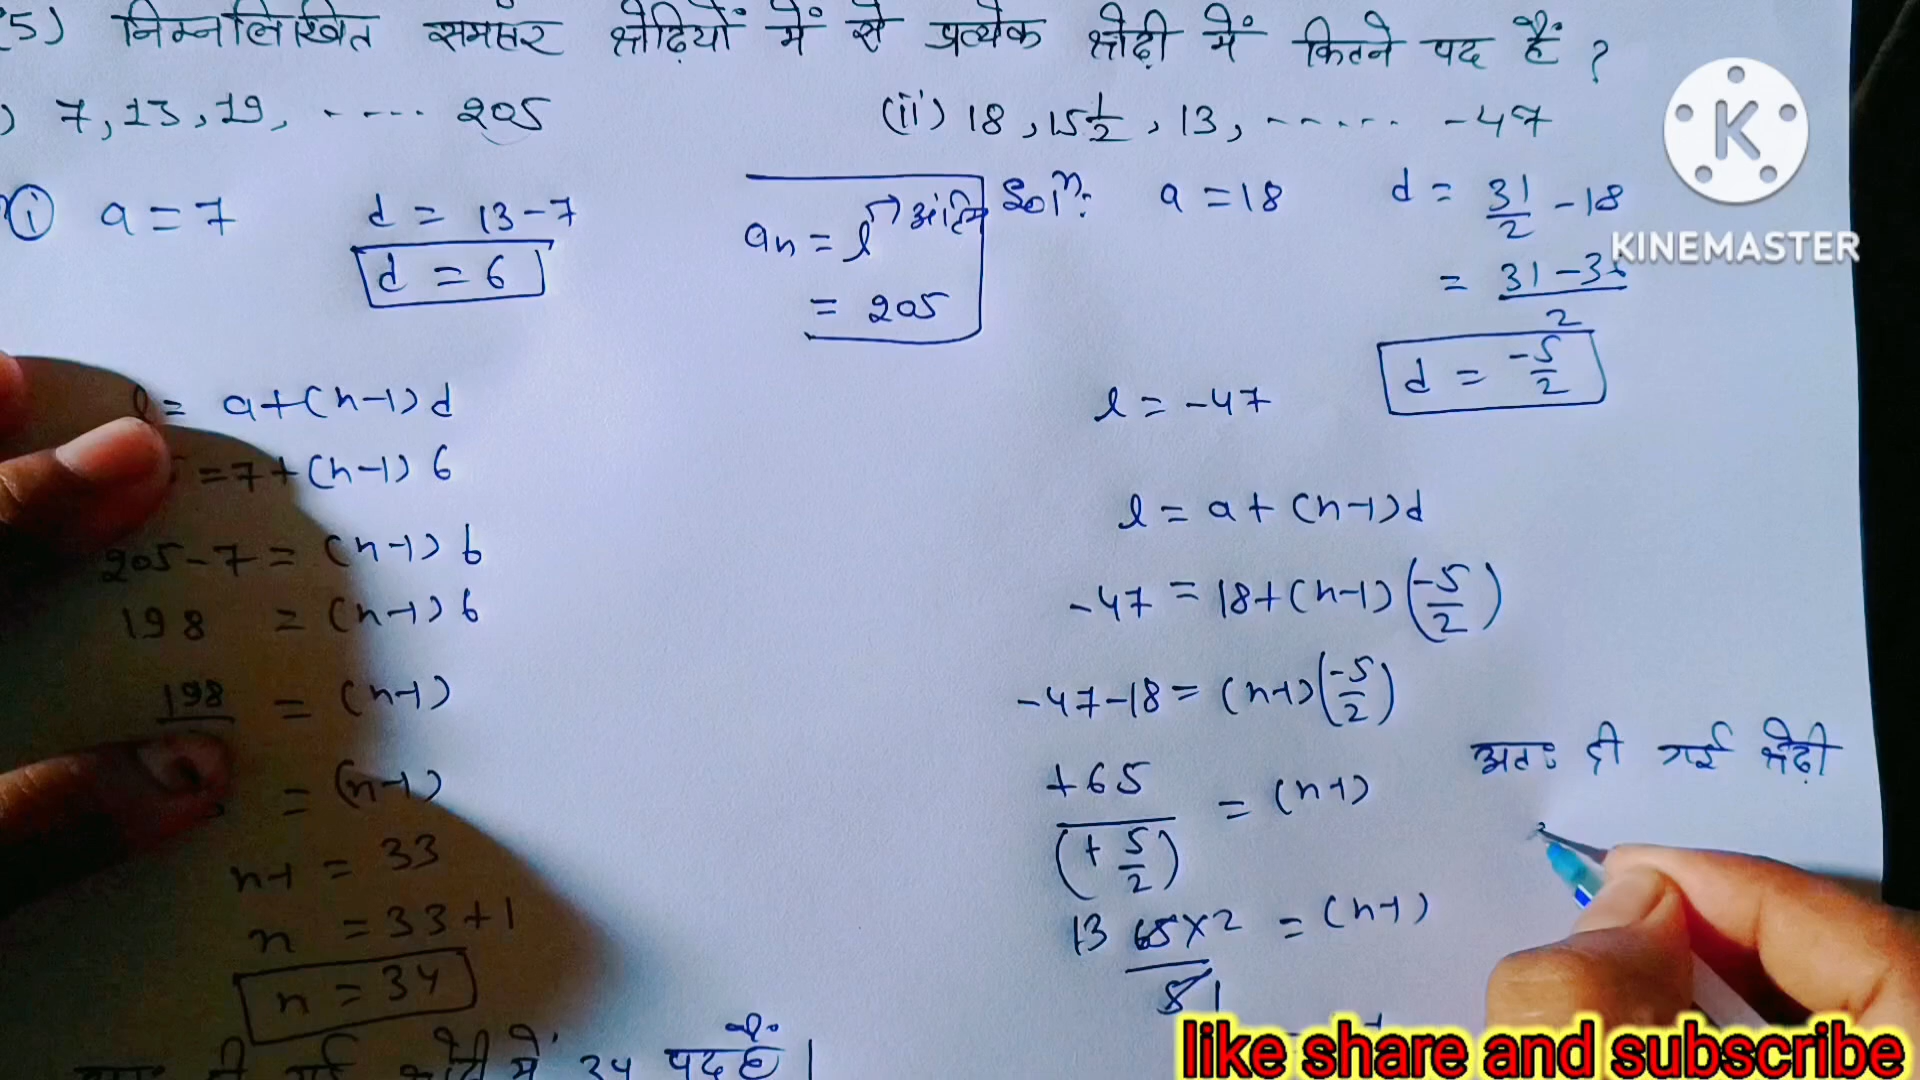 5) निम्नलिखित समांतर श्रेढ़ियों में से प्रत्येक श्रेढ़ी में कितने पद हैं ?
) 7, 13, 19, ---- 205
(ii) 18, 15 1/2, 13, ----- -47
(i) a = 7
d = 13 - 7
d = 6
an = l → अंतिम
= 205
l = a + (n-1) d
= 7 + (n-1) 6
205 - 7 = (n-1) 6
198 = (n-1) 6
198 = (n-1)
= (n-1)
n-1 = 33
n = 33 + 1
n = 34
34 पद हैं।
Solⁿ: a = 18
d = 31/2 - 18
= 31 - 36 / 2
d = -5/2
l = -47
l = a + (n-1) d
-47 = 18 + (n-1) (-5/2)
-47 - 18 = (n-1) (-5/2)
+65 / (+5/2) = (n-1)
13 65 × 2 / 5 1 = (n-1)
अतः दी गई श्रेढ़ी
KINEMASTER
like share and subscribe